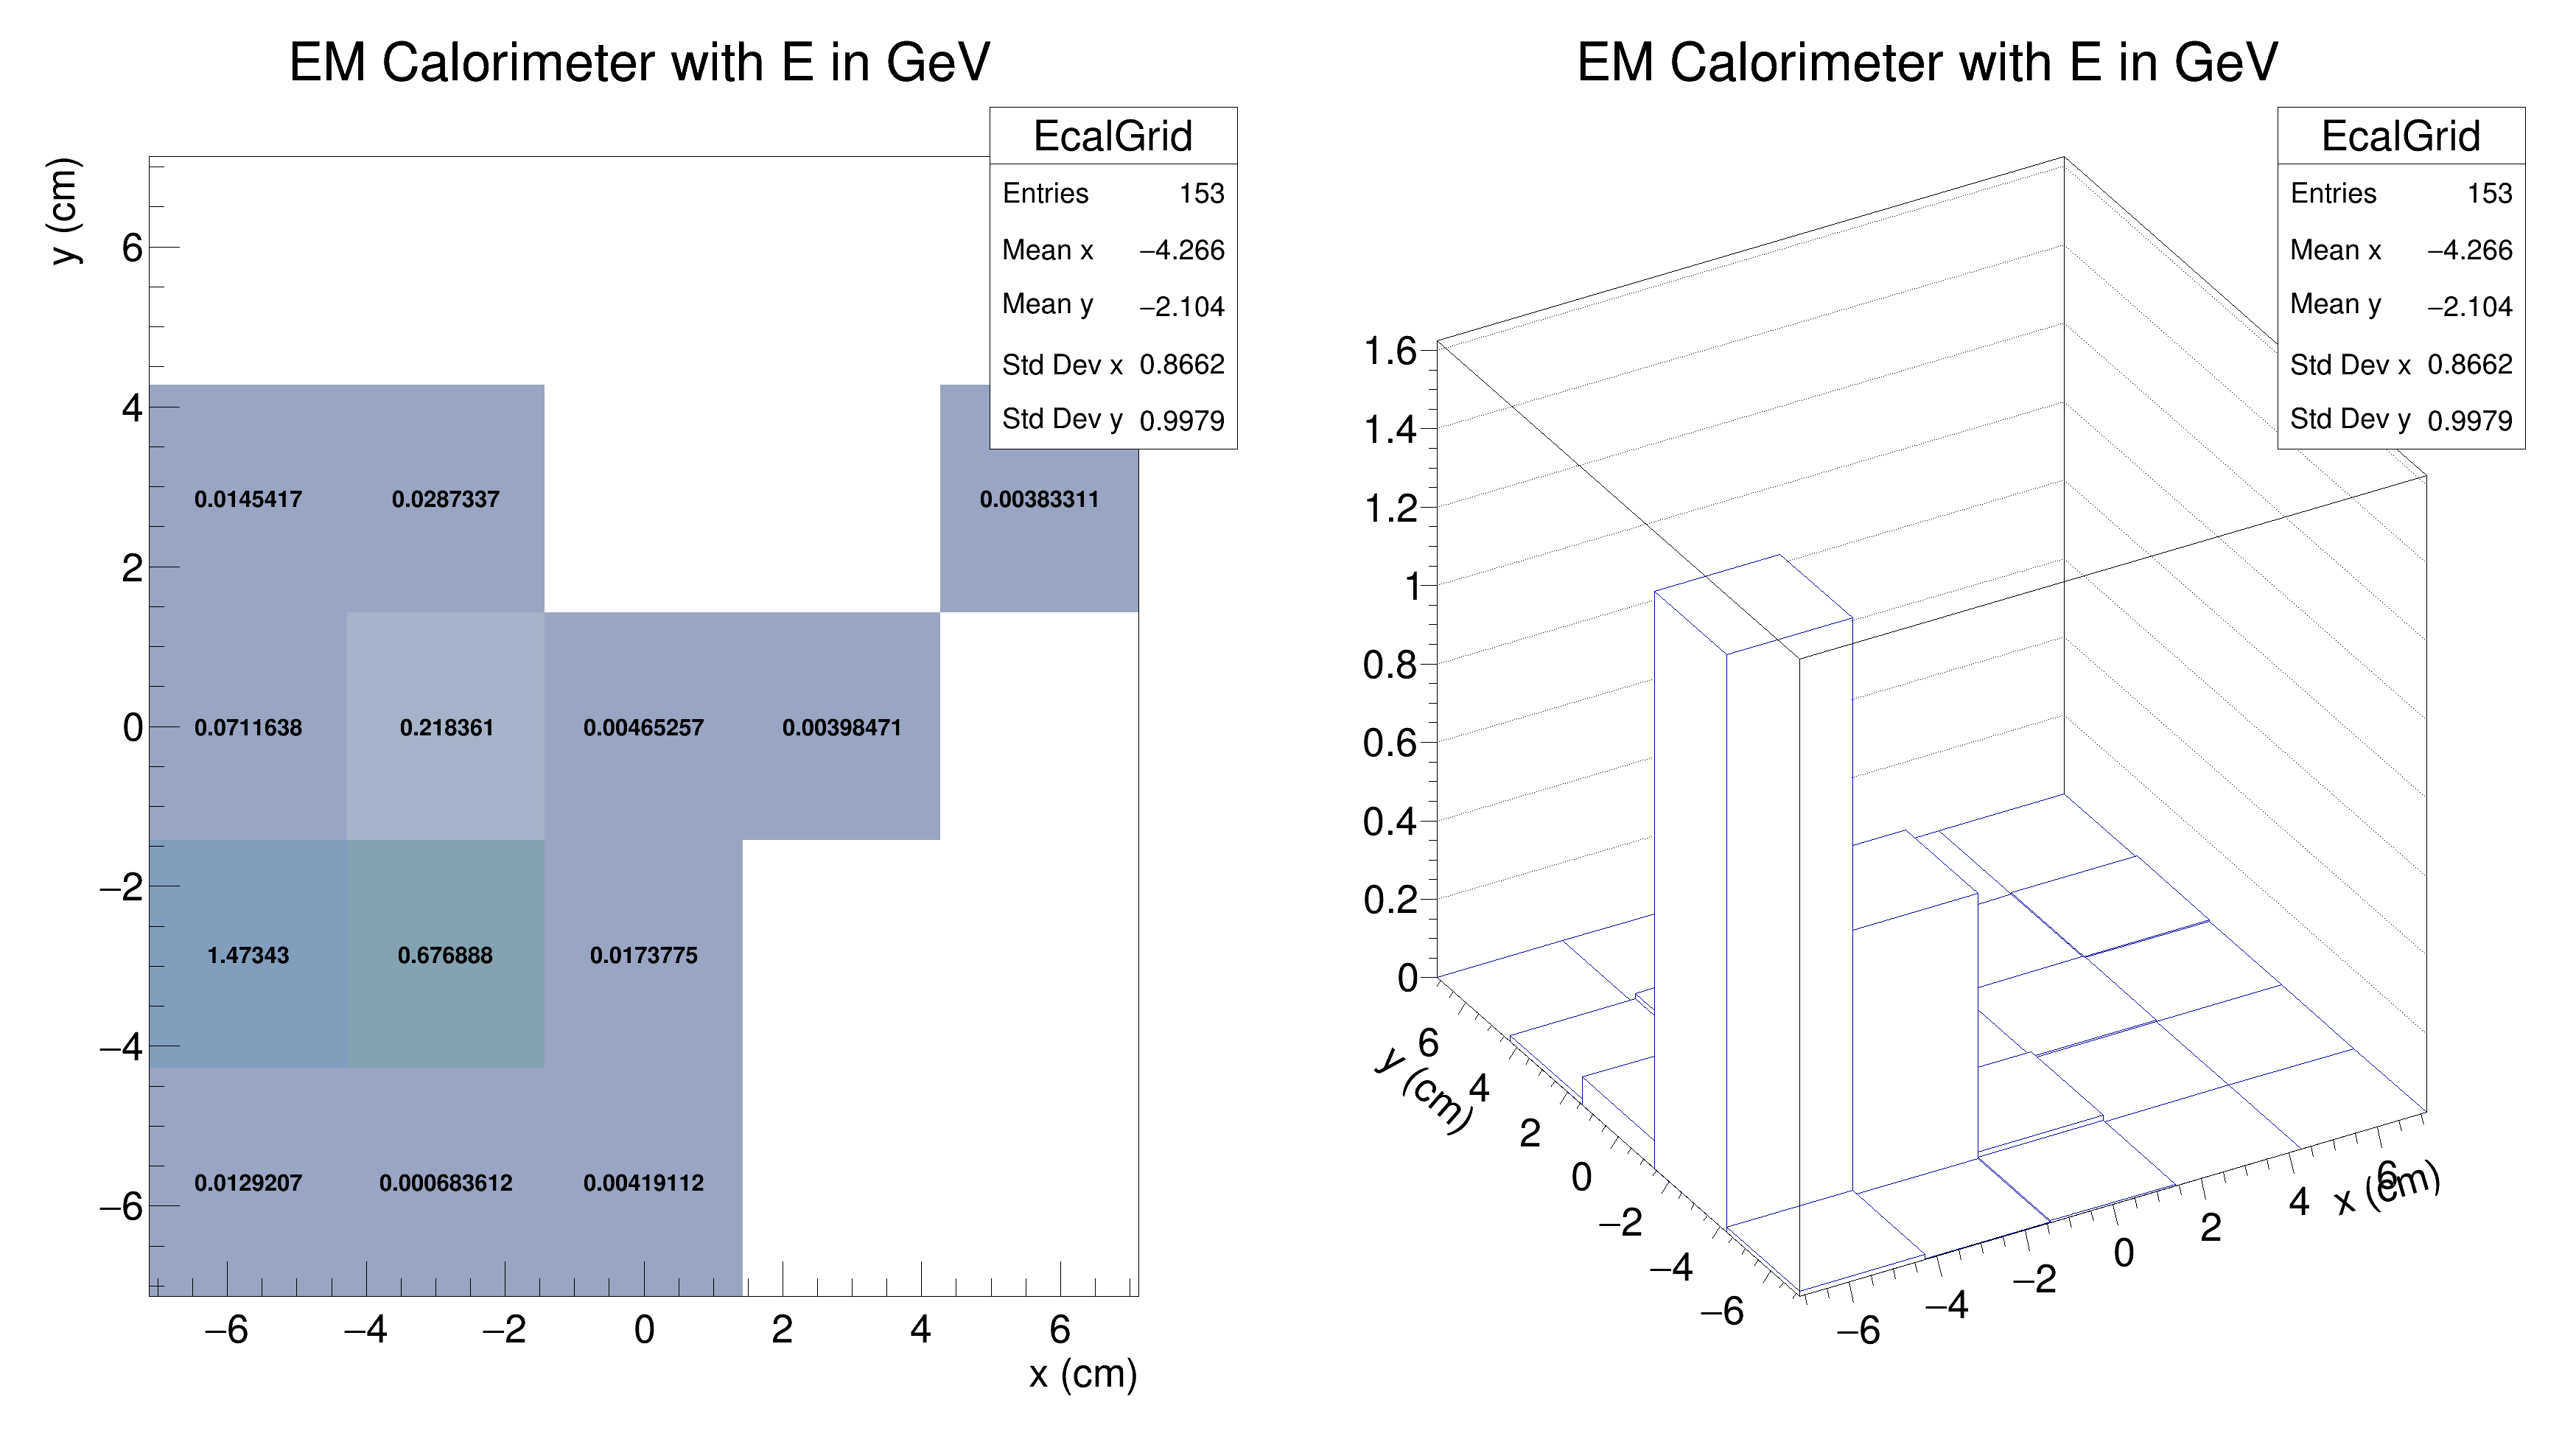 EM Calorimeter with E in GeV
EcalGrid
Entries 153
Mean x −4.266
Mean y −2.104
Std Dev x 0.8662
Std Dev y 0.9979
y (cm)
6
4
2
0
−2
−4
−6
0.0145417 0.0287337 0.00383311
0.0711638 0.218361 0.00465257 0.00398471
1.47343 0.676888 0.0173775
0.0129207 0.000683612 0.00419112
−6 −4 −2 0 2 4 6
x (cm)
EM Calorimeter with E in GeV
EcalGrid
Entries 153
Mean x −4.266
Mean y −2.104
Std Dev x 0.8662
Std Dev y 0.9979
1.6
1.4
1.2
1
0.8
0.6
0.4
0.2
0
y (cm)
6
4
2
0
−2
−4
−6
−6 −4 −2 0 2 4 6
x (cm)